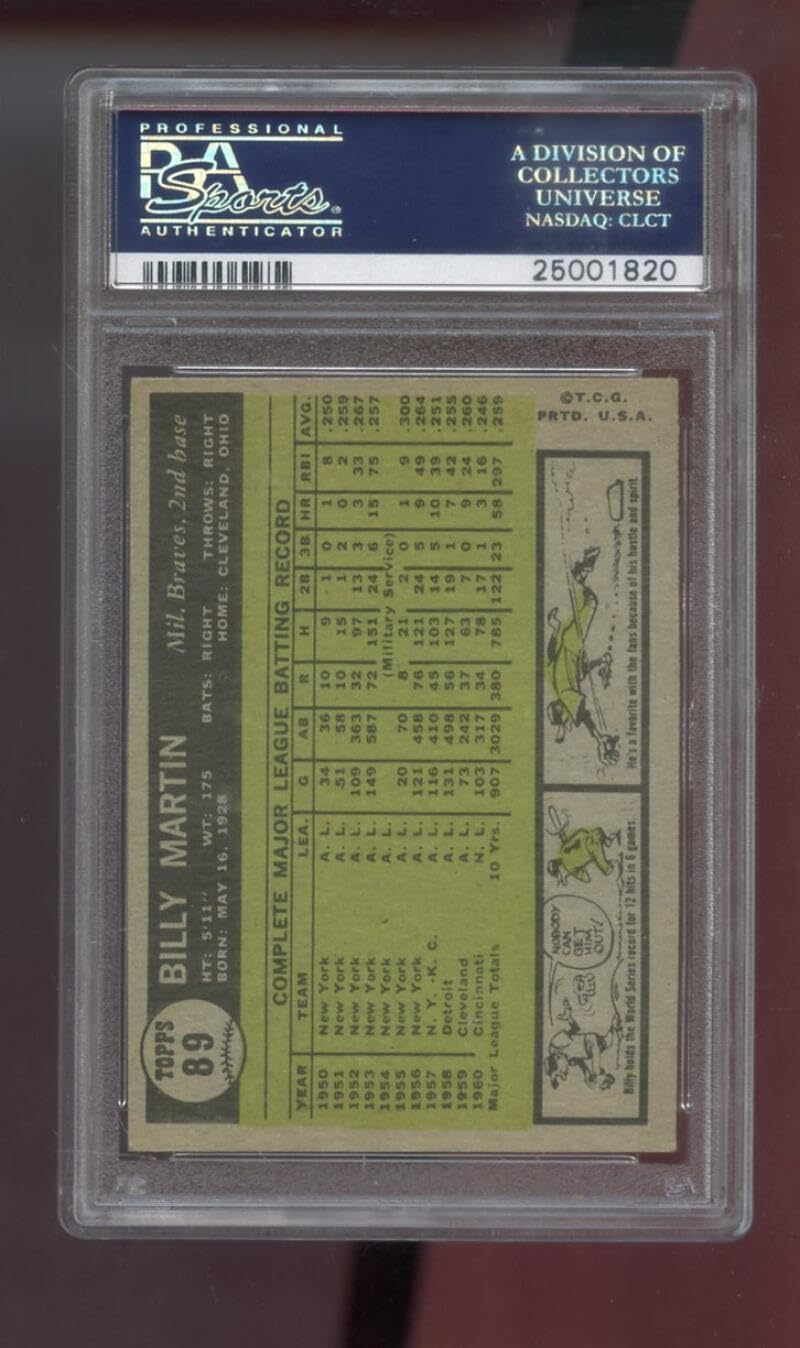 PROFESSIONAL
PSA
Sports®
AUTHENTICATOR
A DIVISION OF
COLLECTORS
UNIVERSE
NASDAQ: CLCT
25001820
TOPPS
89
BILLY MARTIN Mil. Braves, 2nd base
HT: 5'11" WT: 175 BATS: RIGHT THROWS: RIGHT
BORN: MAY 16, 1928 HOME: CLEVELAND, OHIO
COMPLETE MAJOR LEAGUE BATTING RECORD
YEAR TEAM LEA. G AB R H 2B 3B HR RBI AVG.
1950 New York A. L. 34 36 10 9 1 0 1 8 .250
1951 New York A. L. 51 58 10 15 1 2 0 2 .259
1952 New York A. L. 109 363 32 97 13 3 3 33 .267
1953 New York A. L. 149 587 72 151 24 6 15 75 .257
1954 New York A. L. (Military Service)
1955 New York A. L. 20 70 8 21 2 0 1 9 .300
1956 New York A. L. 121 458 76 121 24 5 9 49 .264
1957 N. Y.-K. C. A. L. 116 410 45 103 14 5 10 39 .251
1958 Detroit A. L. 131 498 56 127 19 1 7 42 .255
1959 Cleveland A. L. 73 242 37 63 7 0 9 24 .260
1960 Cincinnati N. L. 103 317 34 78 17 1 3 16 .246
Major League Totals 10 Yrs. 907 3029 380 785 122 23 58 297 .259
NOBODY
CAN
GET
HIM
OUT!
Billy holds the World Series record for 12 hits in 6 games.
He's a favorite with the fans because of his hustle and spirit.
©T.C.G.
PRTD. U.S.A.